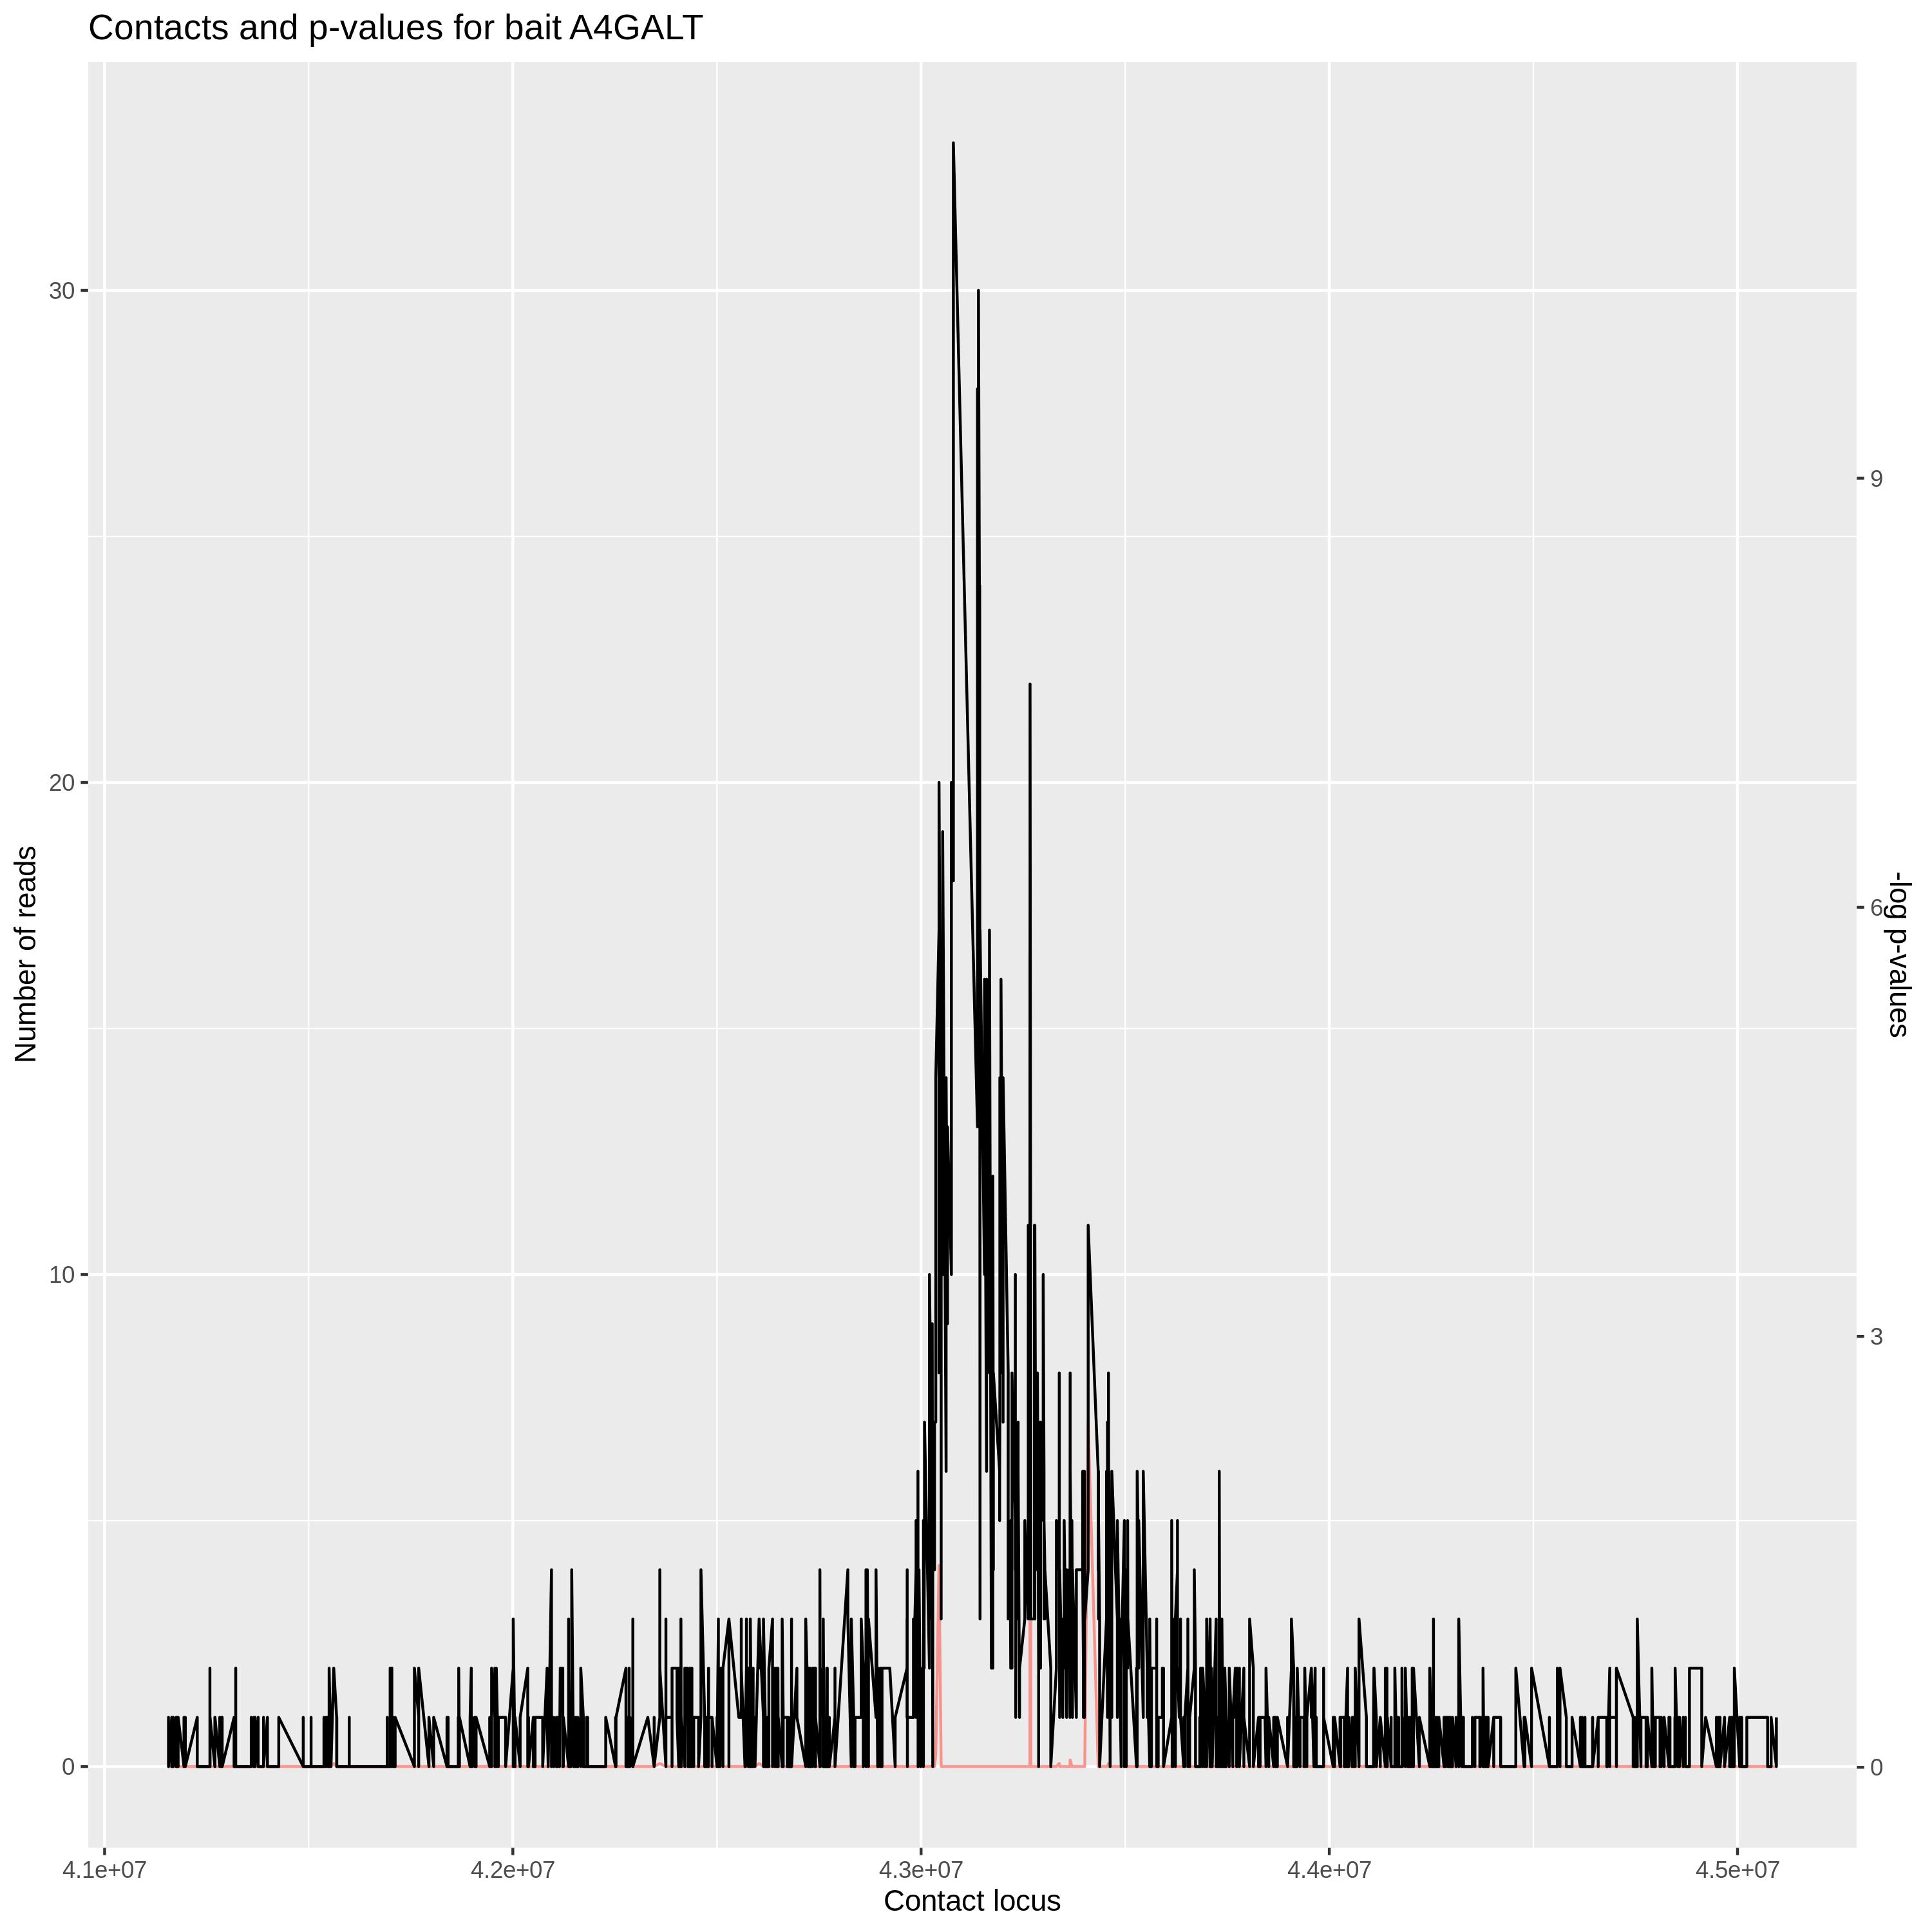 Contacts and p-values for bait A4GALT
Number of reads
30
20
10
0
9
6
3
0
-log p-values
4.1e+07 4.2e+07 4.3e+07 4.4e+07 4.5e+07
Contact locus